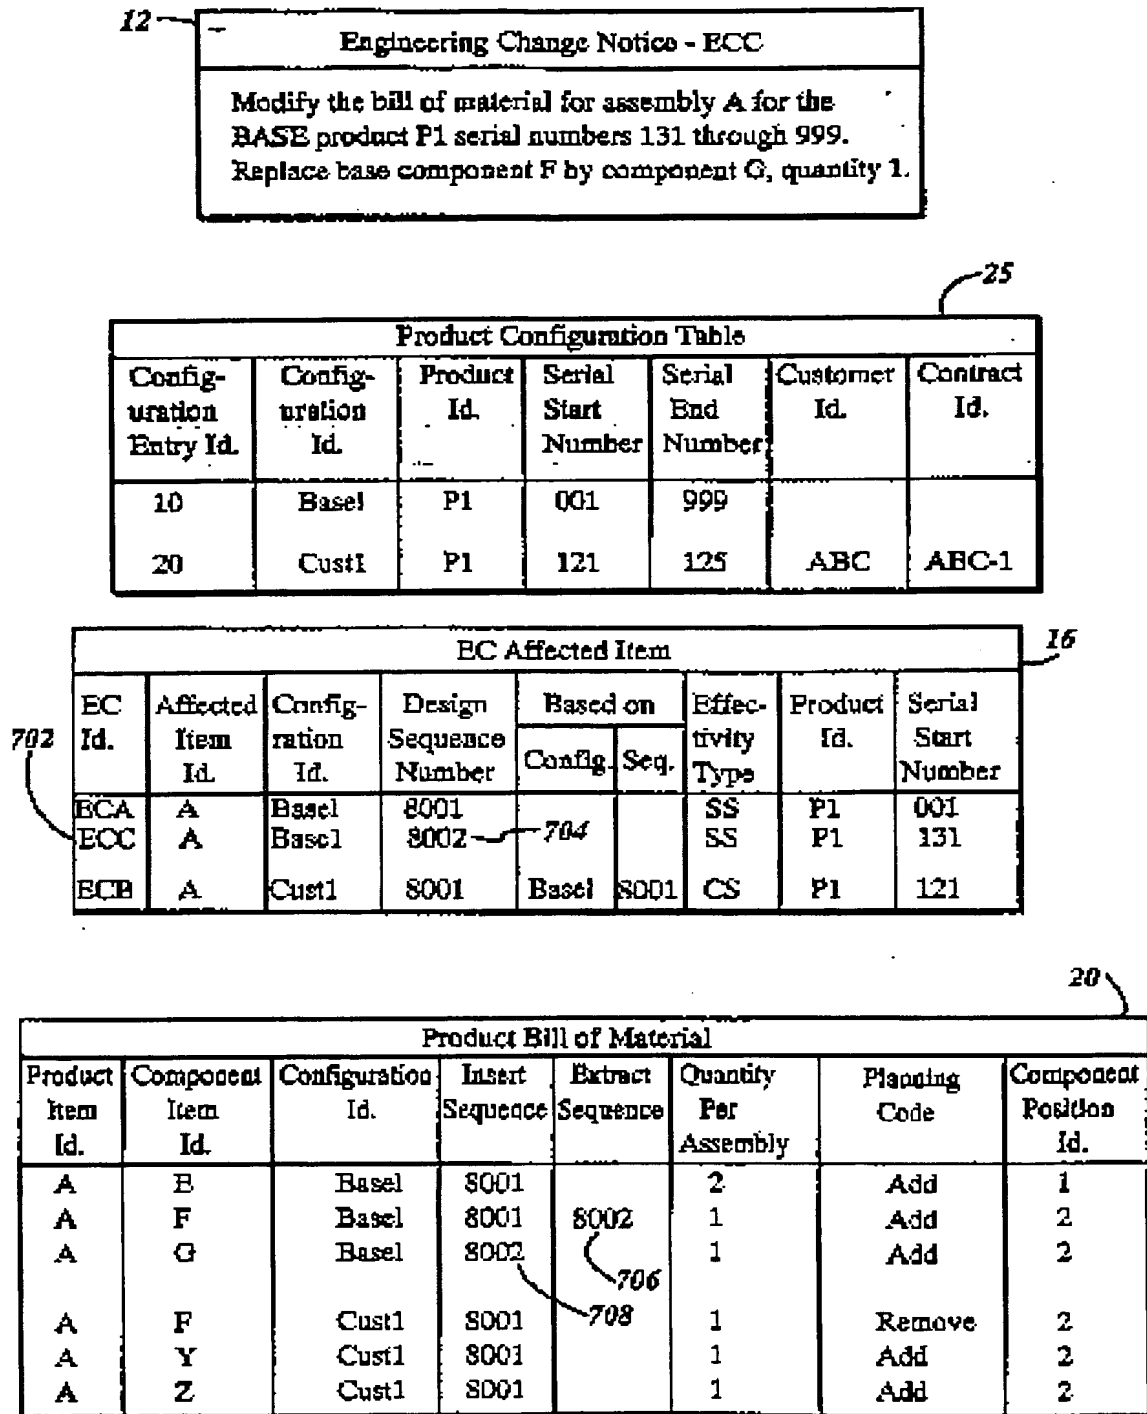 12
Engineering Change Notice - ECC
Modify the bill of material for assembly A for the
BASE product P1 serial numbers 131 through 999.
Replace base component F by component G, quantity 1.
25
Product Configuration Table
Config- Config- Product Serial Serial Customer Contract
uration uration Id. Start End Id. Id.
Entry Id. Id. Number Number
10 Base1 P1 001 999
20 Cust1 P1 121 125 ABC ABC-1
16
EC Affected Item
EC Affected Config- Design Based on Effec- Product Serial
702 Id. Item ration Sequence Config. Seq. tivity Id. Start
Id. Id. Number Type Number
ECA A Base1 8001 SS P1 001
ECC A Base1 8002 704 SS P1 131
ECB A Cust1 8001 Base1 8001 CS P1 121
20
Product Bill of Material
Product Component Configuration Insert Extract Quantity Planning Component
Item Item Id. Sequence Sequence Per Code Position
Id. Id. Assembly Id.
A E Base1 8001 2 Add 1
A F Base1 8001 8002 1 Add 2
A G Base1 8002 1 Add 2
706
708
A F Cust1 8001 1 Remove 2
A Y Cust1 8001 1 Add 2
A Z Cust1 8001 1 Add 2